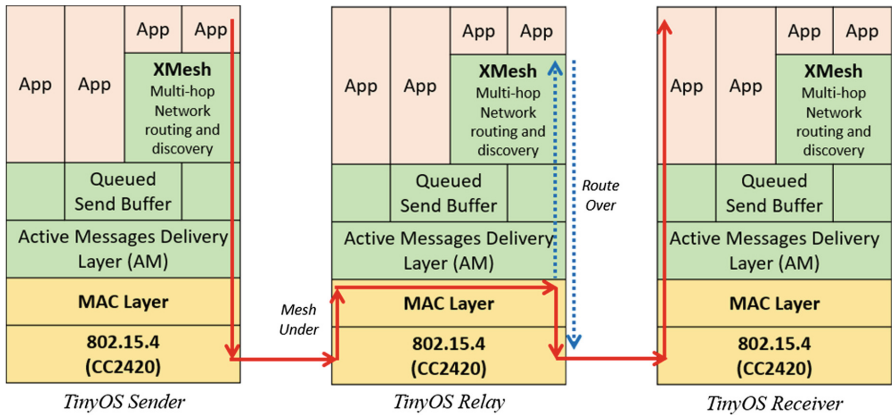 App App
App App
XMesh
Multi-hop
Network
routing and
discovery
Queued
Send Buffer
Active Messages Delivery
Layer (AM)
MAC Layer
802.15.4
(CC2420)
TinyOS Sender
Mesh
Under
App App
App App
XMesh
Multi-hop
Network
routing and
discovery
Queued
Send Buffer
Active Messages Delivery
Layer (AM)
MAC Layer
802.15.4
(CC2420)
TinyOS Relay
Route
Over
App App
App App
XMesh
Multi-hop
Network
routing and
discovery
Queued
Send Buffer
Active Messages Delivery
Layer (AM)
MAC Layer
802.15.4
(CC2420)
TinyOS Receiver